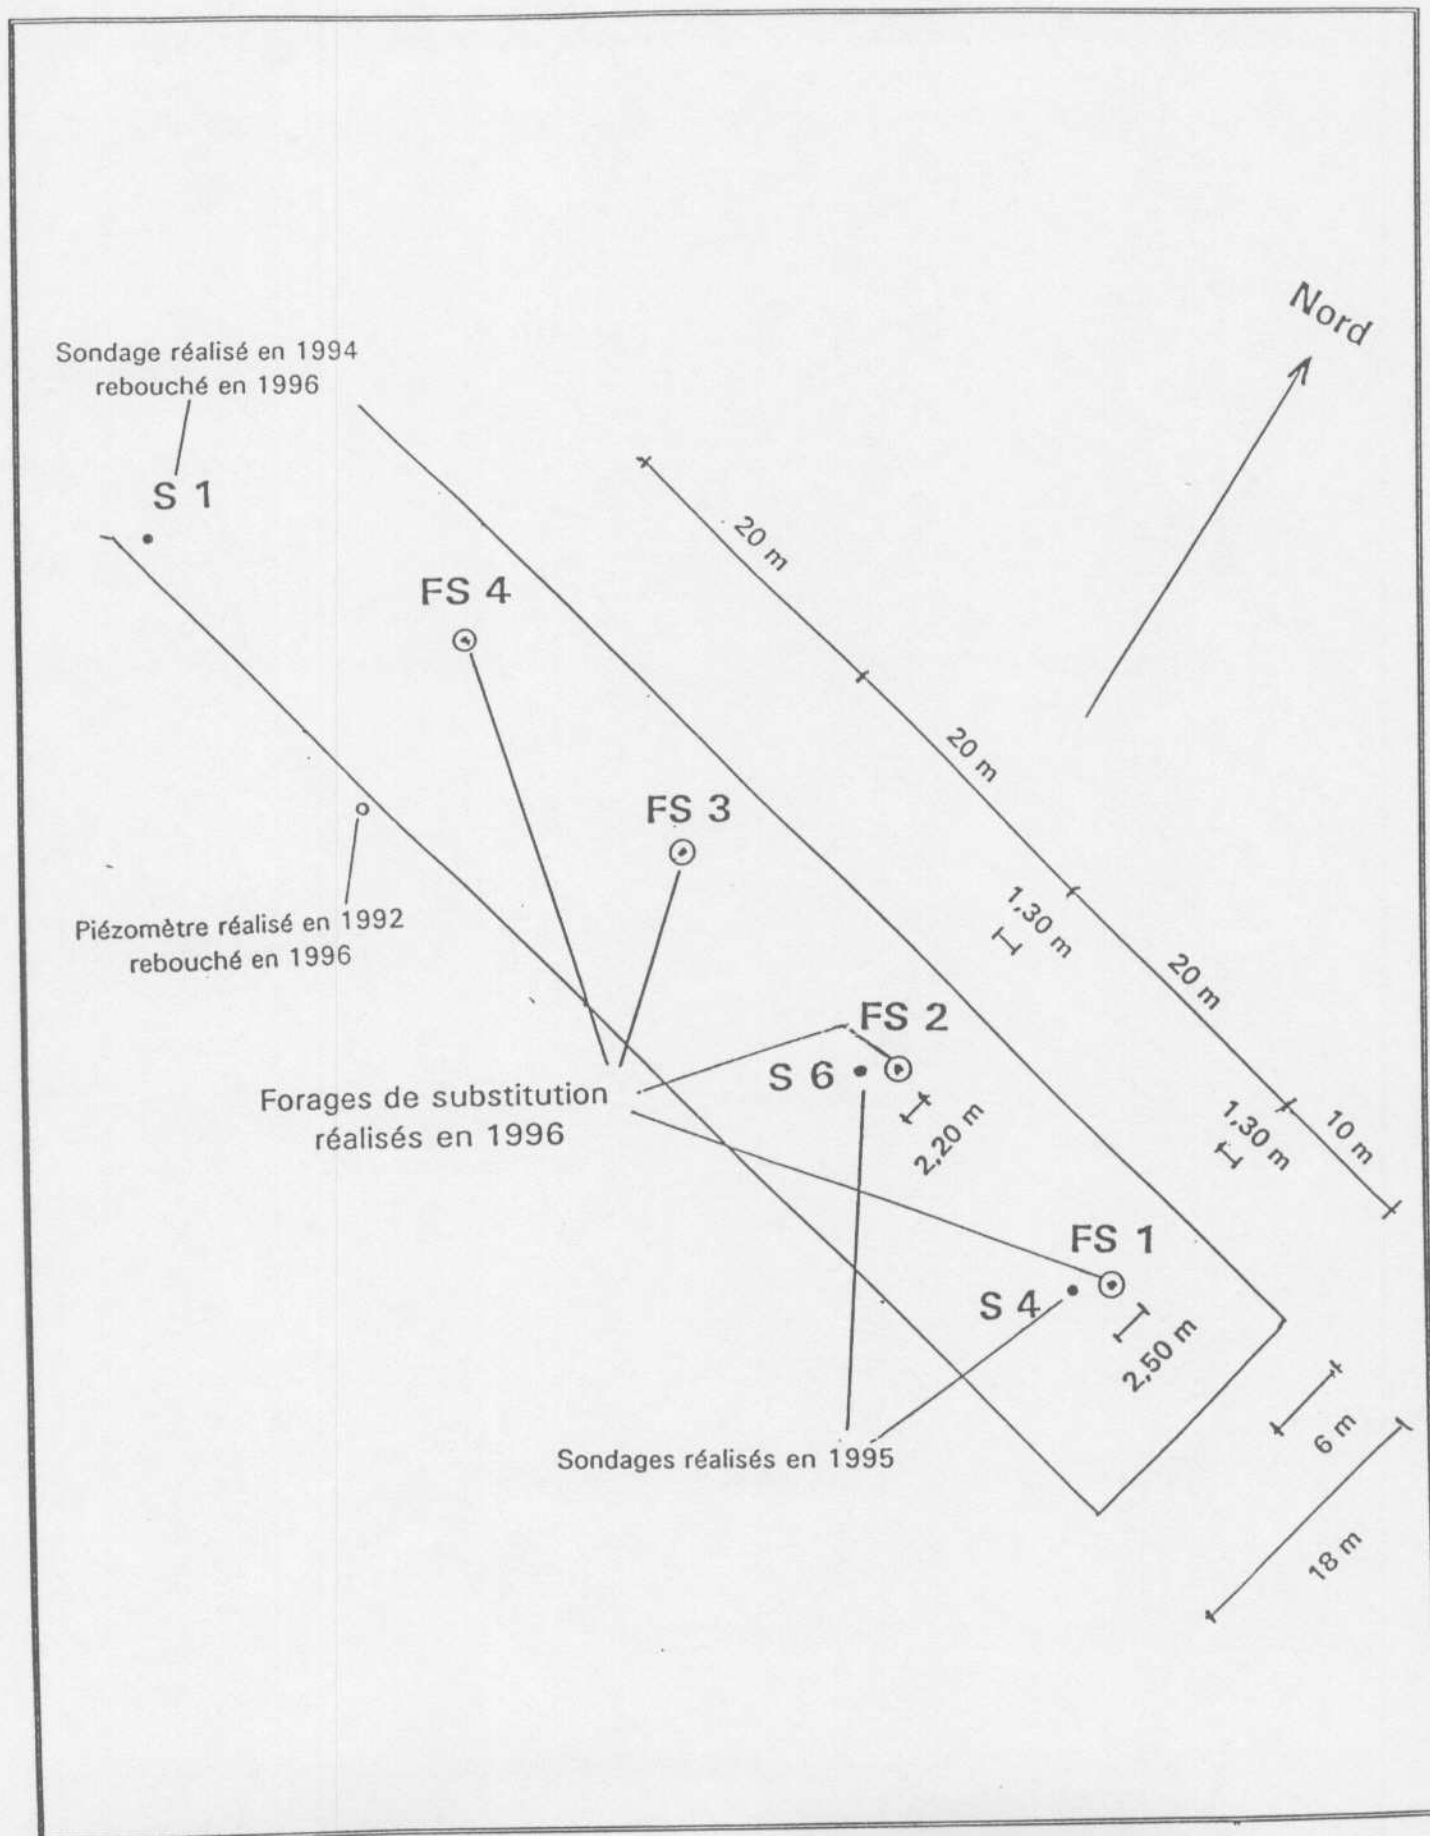 Nord
Sondage réalisé en 1994
rebouché en 1996
S 1
20 m
FS 4
20 m
FS 3
1,30 m
Piézomètre réalisé en 1992
rebouché en 1996
20 m
FS 2
S 6
Forages de substitution
réalisés en 1996
2,20 m
1,30 m
10 m
FS 1
S 4
2,50 m
6 m
Sondages réalisés en 1995
18 m